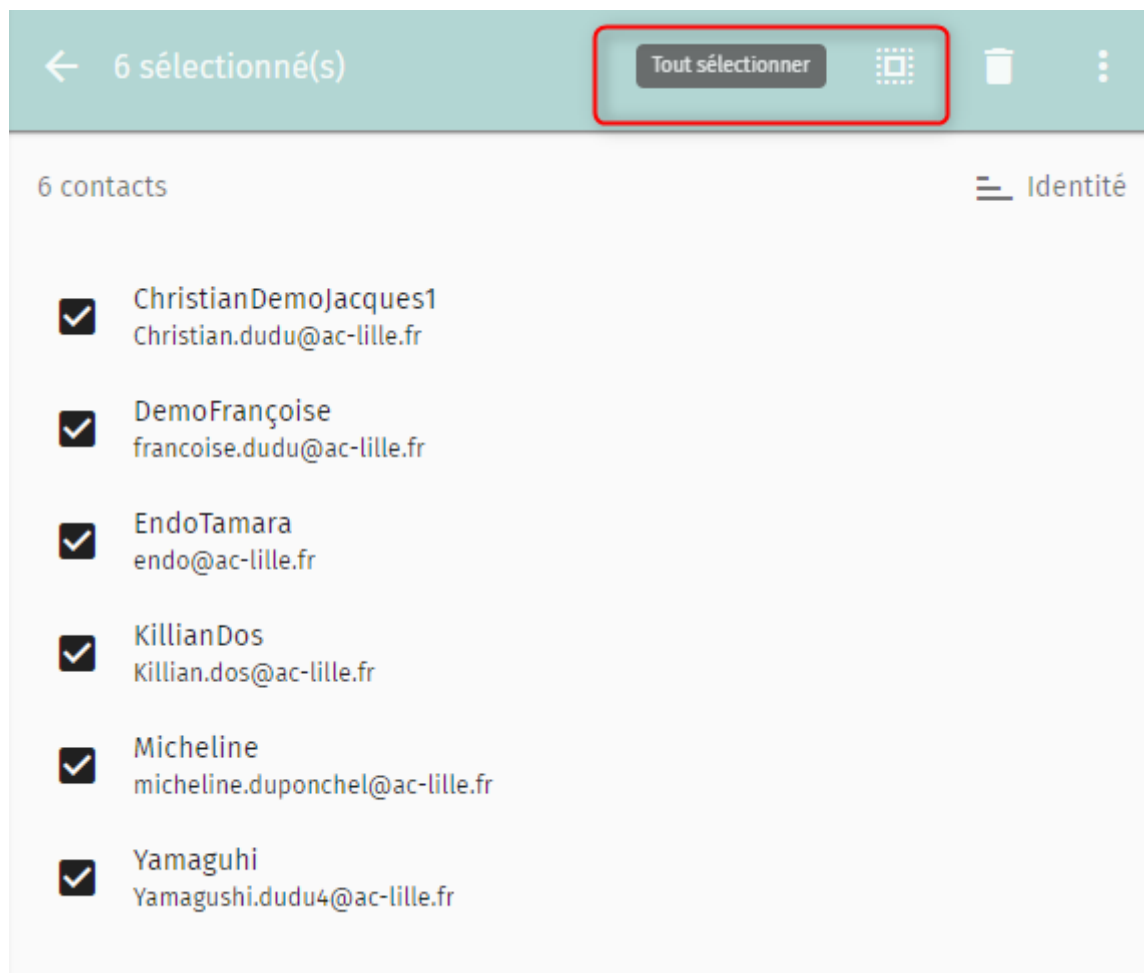 6 sélectionné(s)
Tout sélectionner
6 contacts
Identité
ChristianDemoJacques1
Christian.dudu@ac-lille.fr
DemoFrançoise
francoise.dudu@ac-lille.fr
EndoTamara
endo@ac-lille.fr
KillianDos
Killian.dos@ac-lille.fr
Micheline
micheline.duponchel@ac-lille.fr
Yamaguhi
Yamagushi.dudu4@ac-lille.fr